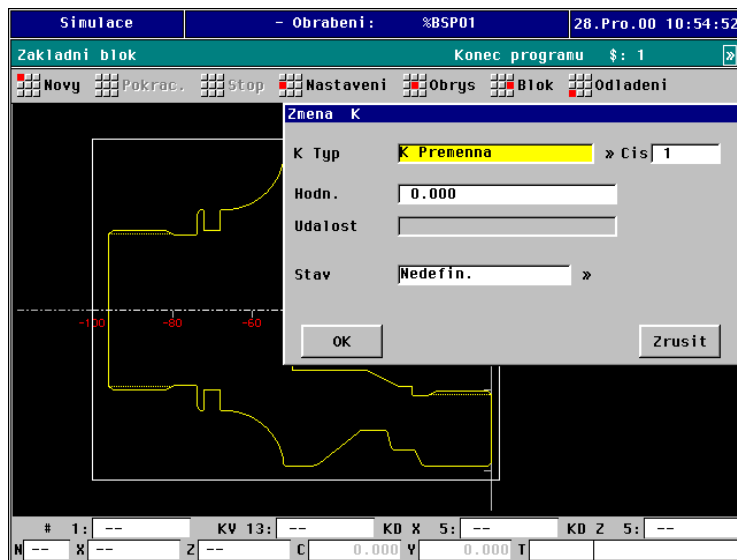 Simulace - Obrabeni: %BSP01 28.Pro.00 10:54:52
Zakladni blok Konec programu $: 1 »
Novy Pokrac. Stop Nastaveni Obrys Blok Odladeni
Zmena K
K Typ K Premenna » Cis 1
Hodn. 0.000
Udalost
Stav Nedefin. »
OK Zrusit
-100 -80 -60
# 1: -- KV 13: -- KD X 5: -- KD Z 5: --
N -- X -- Z -- C 0.000 Y 0.000 T